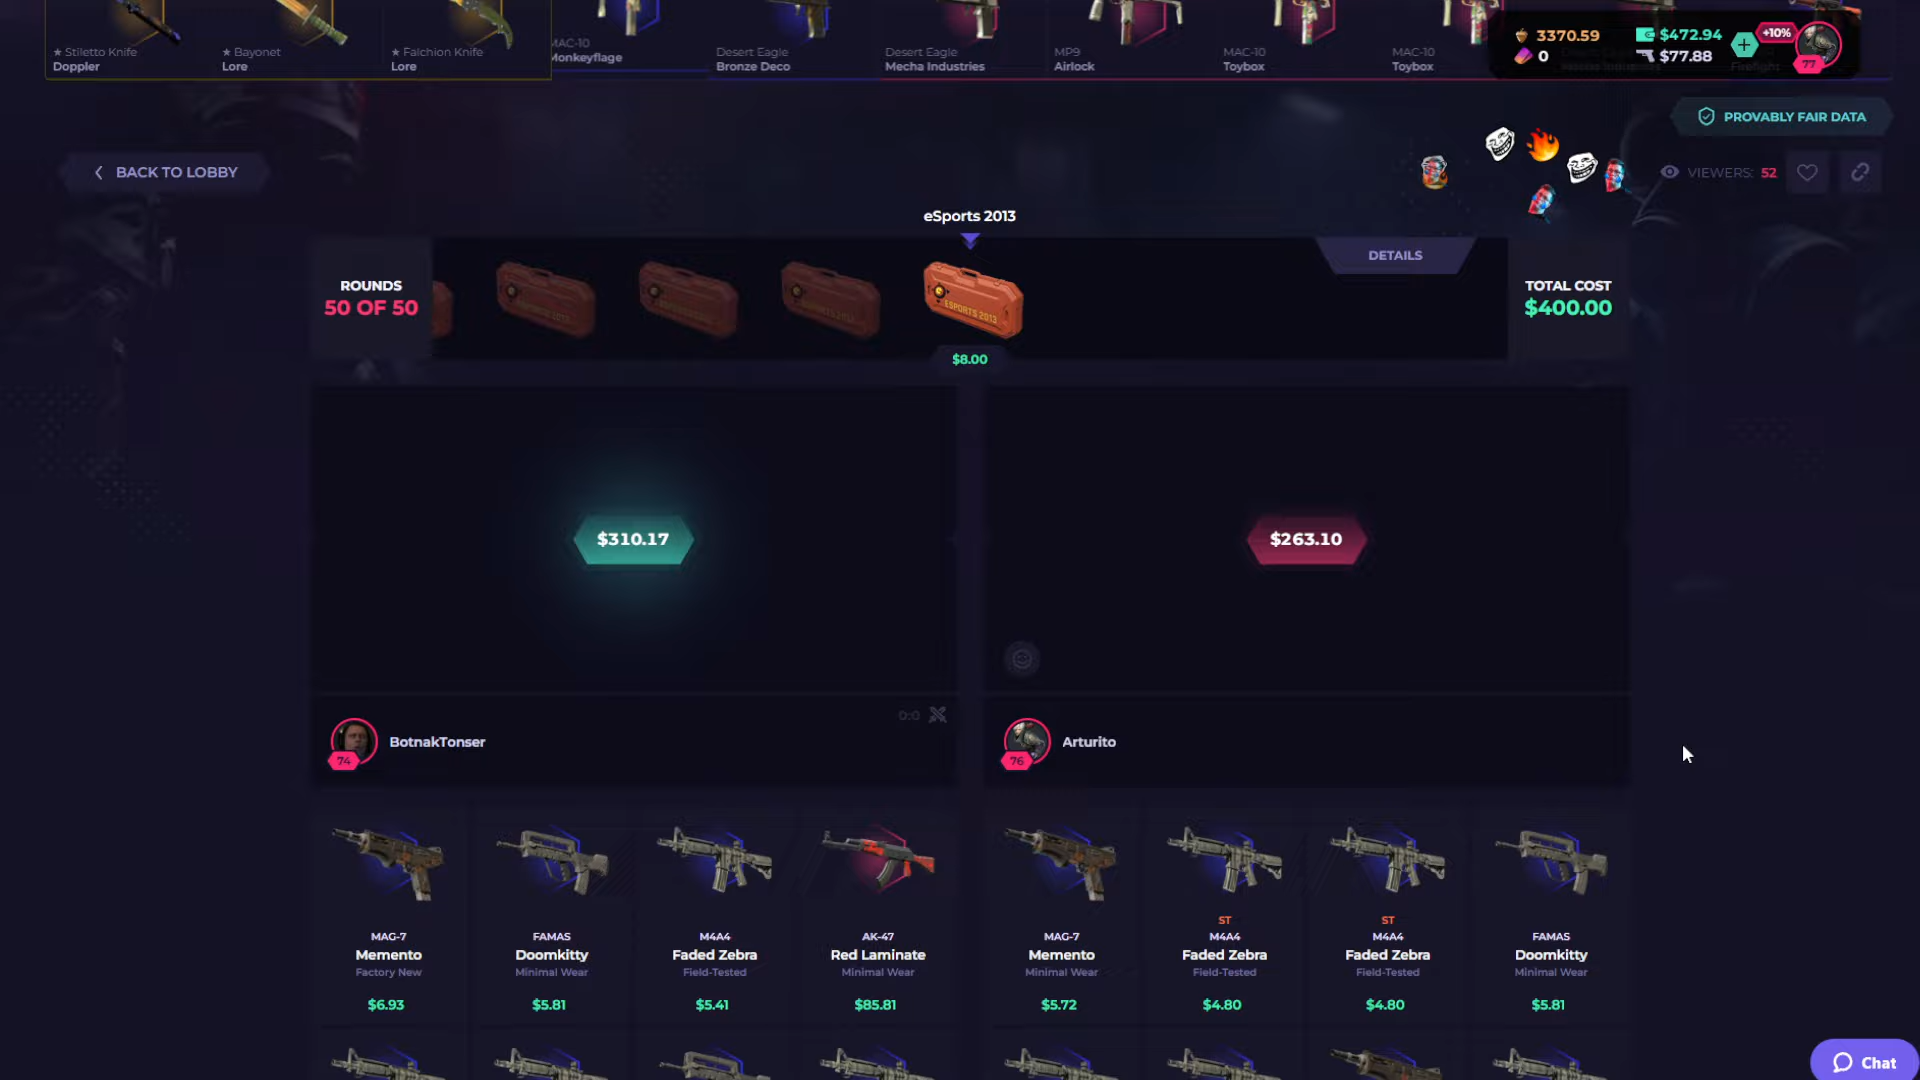 ★ Stiletto Knife
Doppler
★ Bayonet
Lore
★ Falchion Knife
Lore
MAC-10
Monkeyflage
Desert Eagle
Bronze Deco
Desert Eagle
Mecha Industries
MP9
Airlock
MAC-10
Toybox
MAC-10
Toybox
3370.59
$472.94
+10%
0
$77.88
77
PROVABLY FAIR DATA
BACK TO LOBBY
VIEWERS: 52
eSports 2013
DETAILS
ROUNDS
50 OF 50
ESPORTS 2013
TOTAL COST
$400.00
$8.00
$310.17
$263.10
0:0
BotnakTonser
74
Arturito
76
MAG-7
Memento
Factory New
$6.93
FAMAS
Doomkitty
Minimal Wear
$5.81
M4A4
Faded Zebra
Field-Tested
$5.41
AK-47
Red Laminate
Minimal Wear
$85.81
MAG-7
Memento
Minimal Wear
$5.72
ST
M4A4
Faded Zebra
Field-Tested
$4.80
ST
M4A4
Faded Zebra
Field-Tested
$4.80
FAMAS
Doomkitty
Minimal Wear
$5.81
Chat